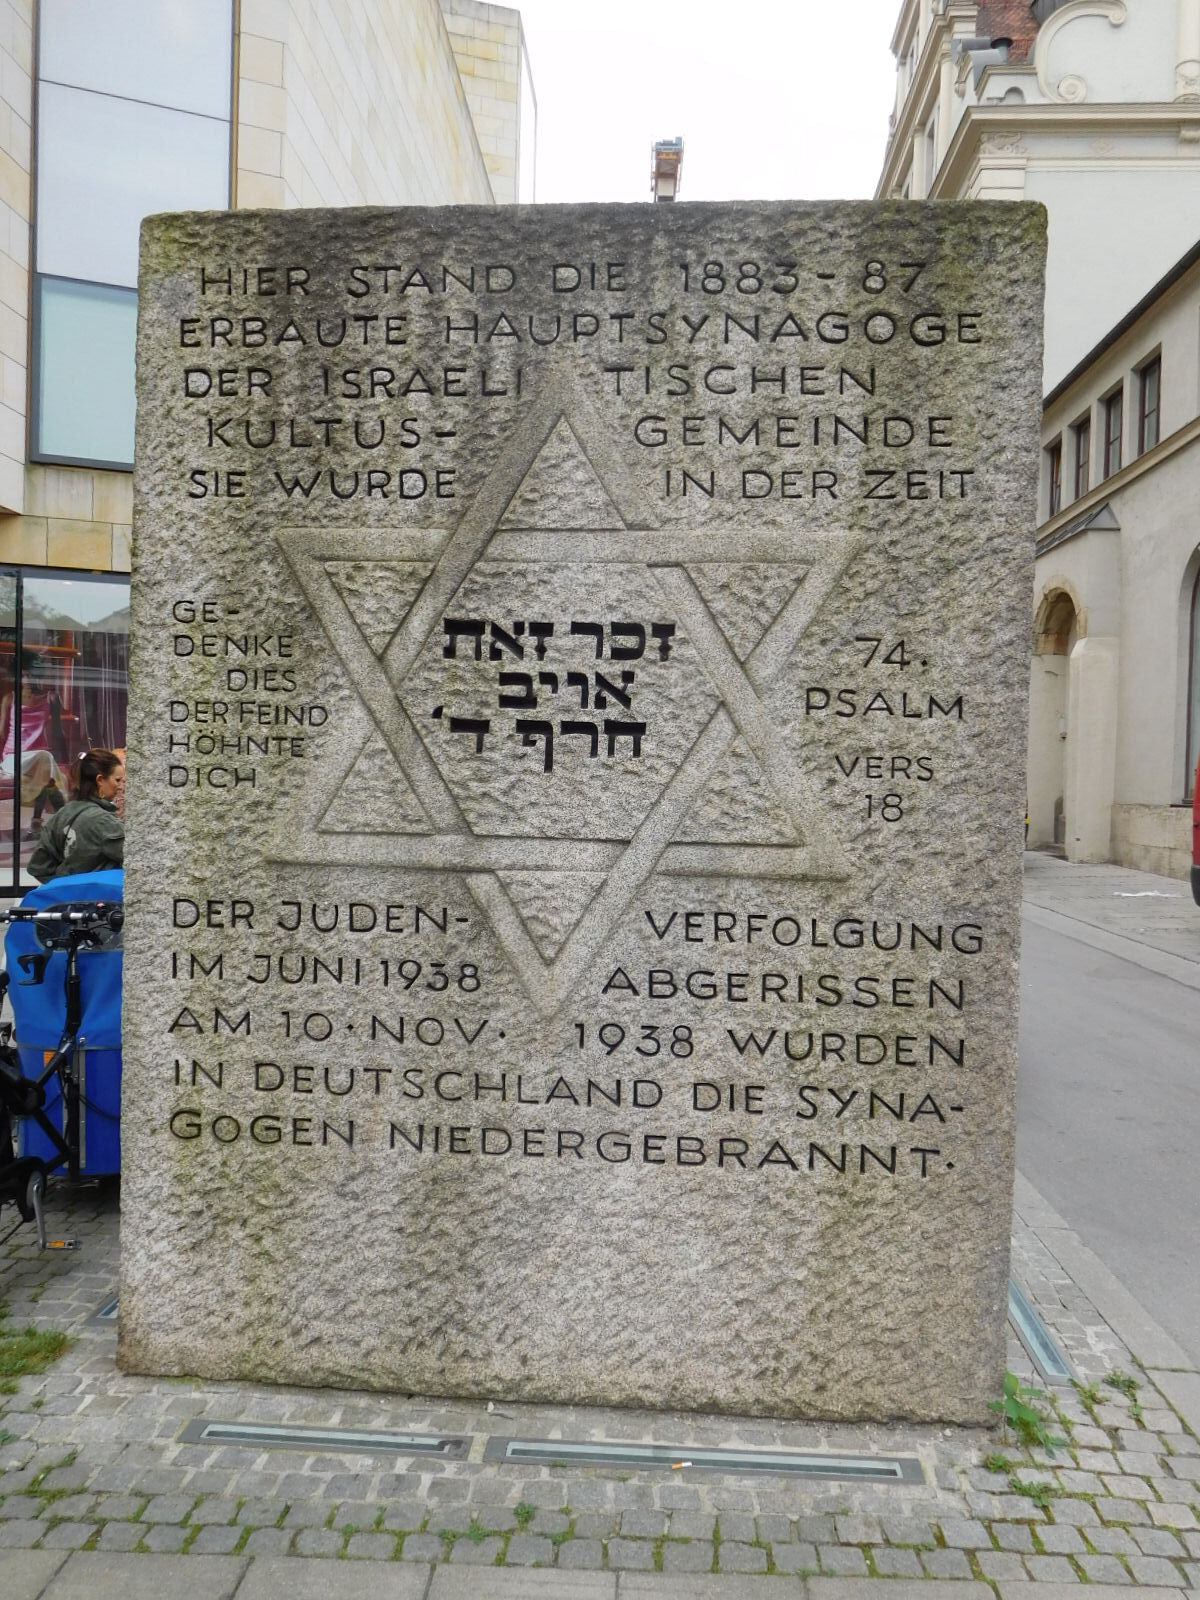 HIER STAND DIE 1883-87
ERBAUTE HAUPTSYNAGOGE
DER ISRAELI TISCHEN
KULTUS- GEMEINDE
SIE WURDE IN DER ZEIT
GE-
DENKE
DIES
DER FEIND
HÖHNTE
DICH
זכר זאת
אויב
חרף ד'
74.
PSALM
VERS
18
DER JUDEN- VERFOLGUNG
IM JUNI 1938 ABGERISSEN
AM 10. NOV. 1938 WURDEN
IN DEUTSCHLAND DIE SYNA-
GOGEN NIEDERGEBRANNT.